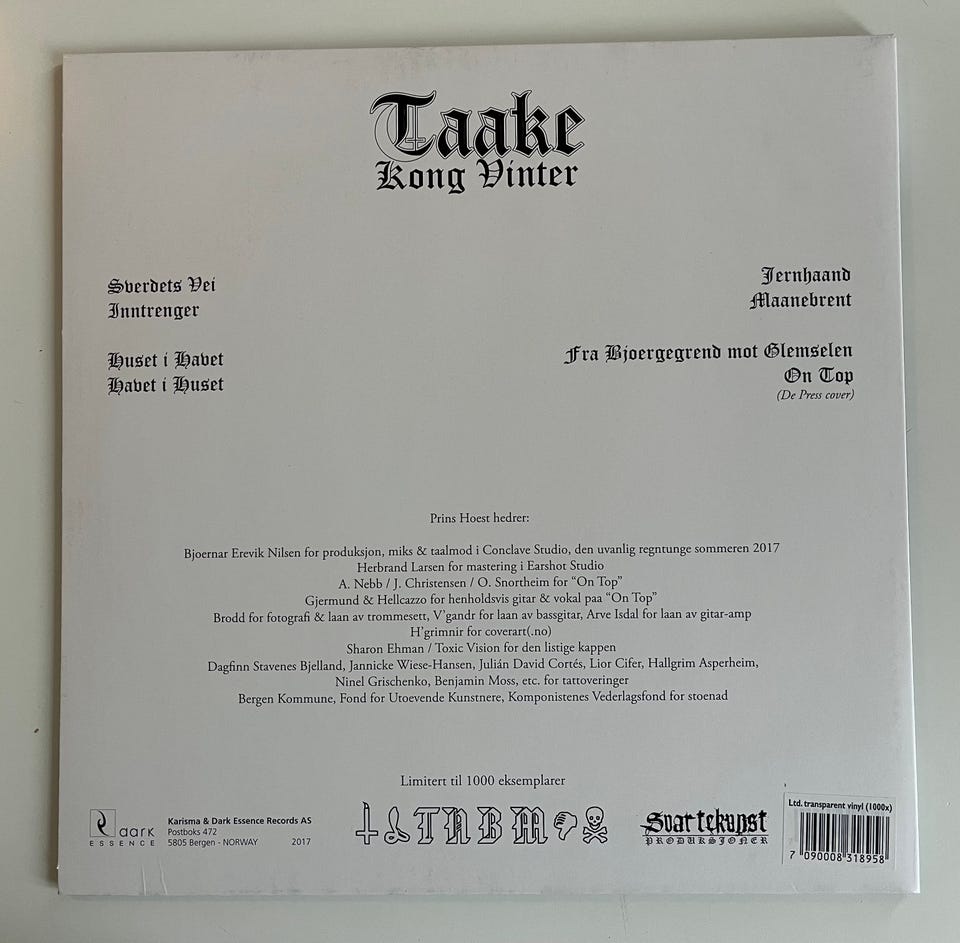 Taake
Kong Vinter
Sverdets Vei
Inntrenger
Huset i Havet
Havet i Huset
Jernhaand
Maanebrent
Fra Bjoergegrend mot Glemselen
On Top
(De Press cover)
Prins Hoest hedrer:
Bjoernar Erevik Nilsen for produksjon, miks & taalmod i Conclave Studio, den uvanlig regntunge sommeren 2017
Herbrand Larsen for mastering i Earshot Studio
A. Nebb / J. Christensen / O. Snortheim for “On Top”
Gjermund & Hellcazzo for henholdsvis gitar & vokal paa “On Top”
Brodd for fotografi & laan av trommesett, V'gandr for laan av bassgitar, Arve Isdal for laan av gitar-amp
H'grimnir for coverart(.no)
Sharon Ehman / Toxic Vision for den listige kappen
Dagfinn Stavenes Bjelland, Jannicke Wiese-Hansen, Julián David Cortés, Lior Cifer, Hallgrim Asperheim,
Ninel Grischenko, Benjamin Moss, etc. for tattoveringer
Bergen Kommune, Fond for Utoevende Kunstnere, Komponistenes Vederlagsfond for stoenad
Limitert til 1000 eksemplarer
dark
ESSENCE
Karisma & Dark Essence Records AS
Postboks 472
5805 Bergen - NORWAY 2017
TNBM
Svartekunst
PRODUKSJONER
Ltd. transparent vinyl (1000x)
7 090008 318958